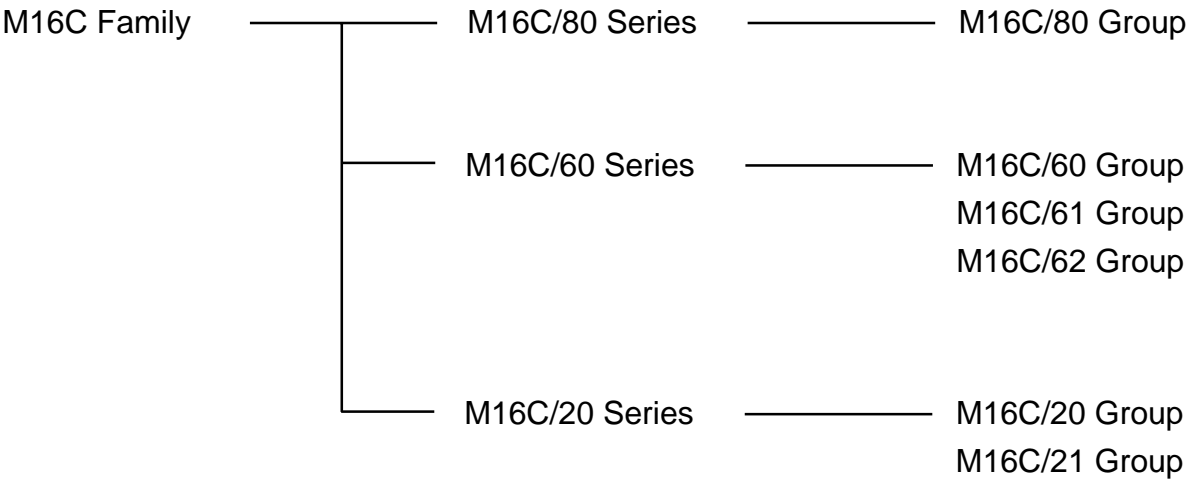 M16C Family M16C/80 Series M16C/80 Group
M16C/60 Series M16C/60 Group
M16C/61 Group
M16C/62 Group
M16C/20 Series M16C/20 Group
M16C/21 Group